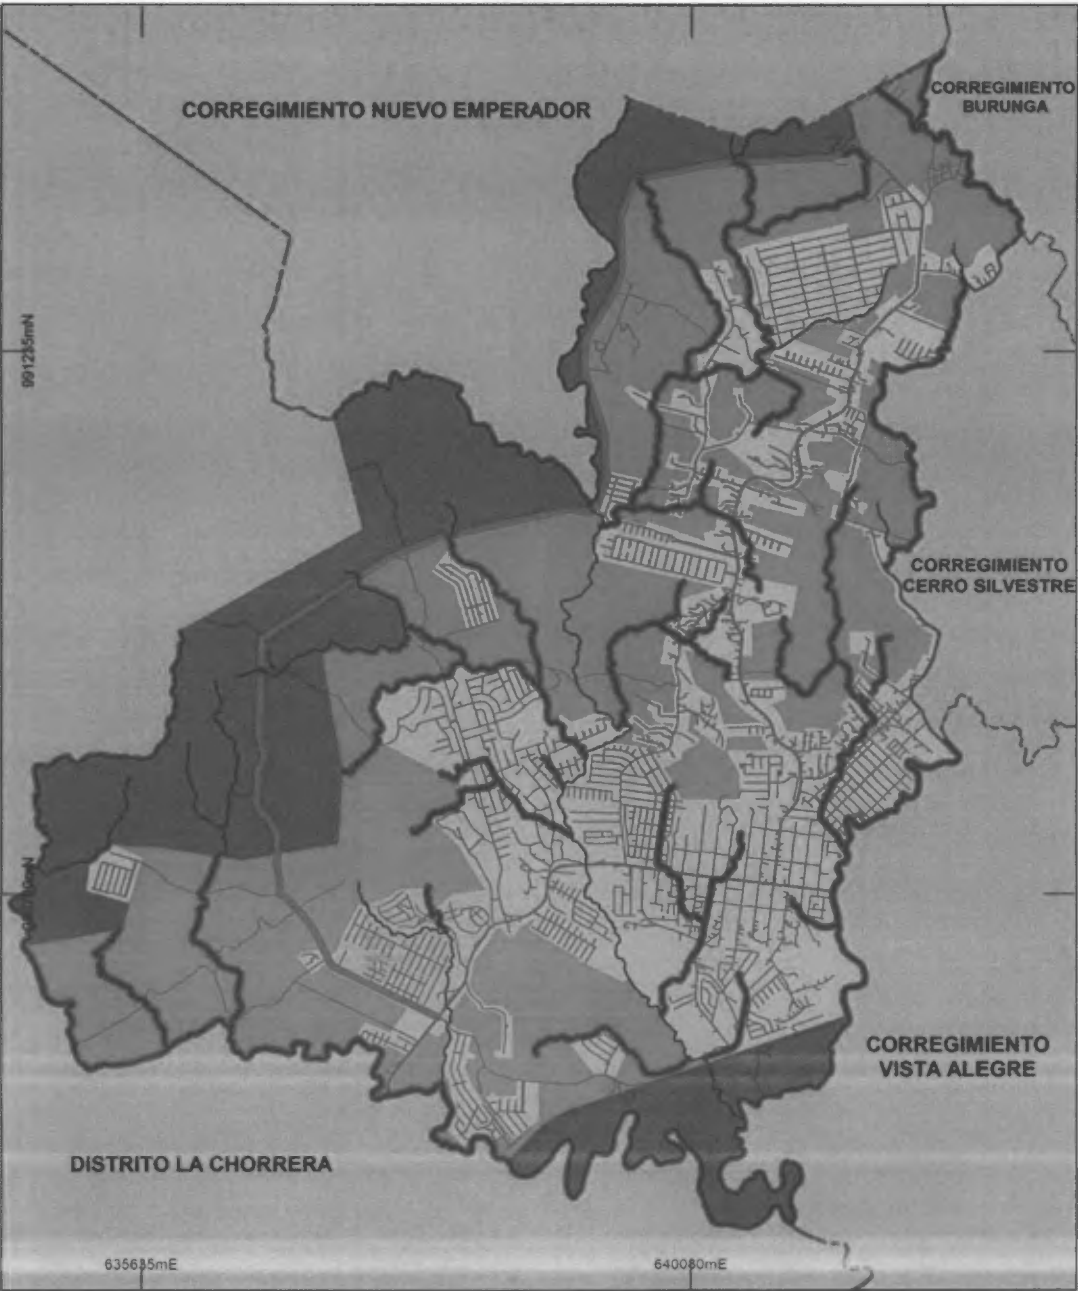 CORREGIMIENTO NUEVO EMPERADOR
CORREGIMIENTO
BURUNGA
991235mN
CORREGIMIENTO
CERRO SILVESTRE
CORREGIMIENTO
VISTA ALEGRE
DISTRITO LA CHORRERA
640080mE